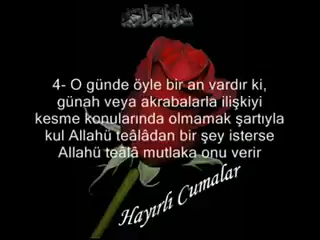 4- O günde öyle bir an vardır ki,
günah veya akrabalarla ilişkiyi
kesme konularında olmamak şartıyla
kul Allahü teâlâdan bir şey isterse
Allahü teâlâ mutlaka onu verir
Hayırlı Cumalar